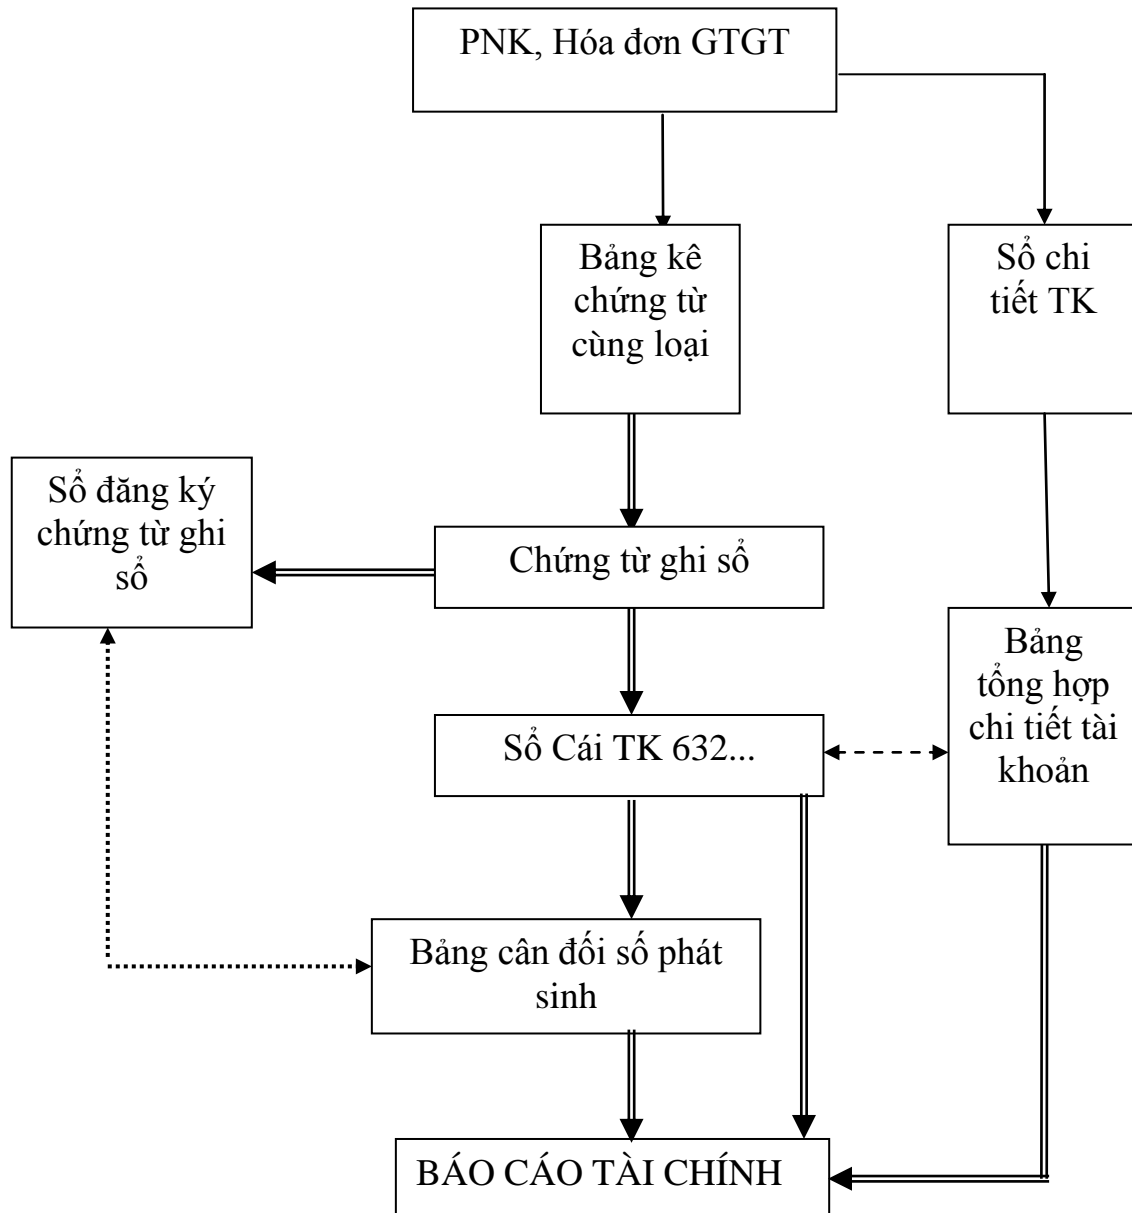 PNK, Hóa đơn GTGT
Bảng kê
chứng từ
cùng loại
Sổ chi
tiết TK
Sổ đăng ký
chứng từ ghi
sổ
Chứng từ ghi sổ
Bảng
tổng hợp
chi tiết tài
khoản
Sổ Cái TK 632...
Bảng cân đối số phát
sinh
BÁO CÁO TÀI CHÍNH